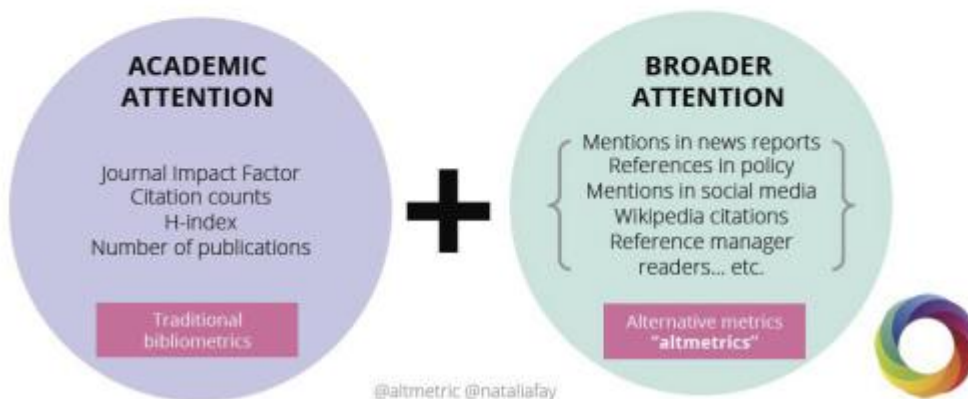 ACADEMIC
ATTENTION
Journal Impact Factor
Citation counts
H-index
Number of publications
Traditional
bibliometrics
BROADER
ATTENTION
Mentions in news reports
References in policy
Mentions in social media
Wikipedia citations
Reference manager
readers... etc.
Alternative metrics
"altmetrics"
@altmetric @nataliafay